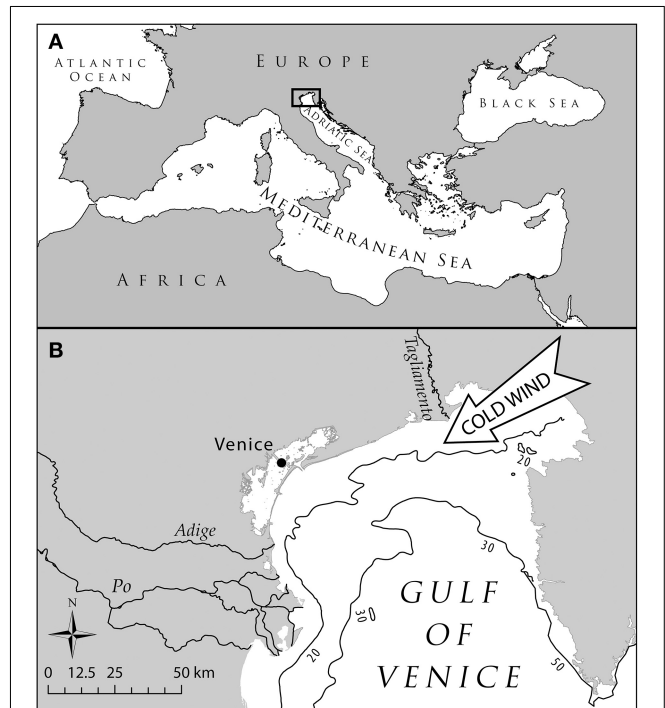 A
ATLANTIC
OCEAN
EUROPE
BLACK SEA
ADRIATIC SEA
MEDITERRANEAN SEA
AFRICA
B
Tagliamento
COLD WIND
Venice
20
Adige
30
Po
GULF
OF
VENICE
30
N
20
50
0 12.5 25 50 km